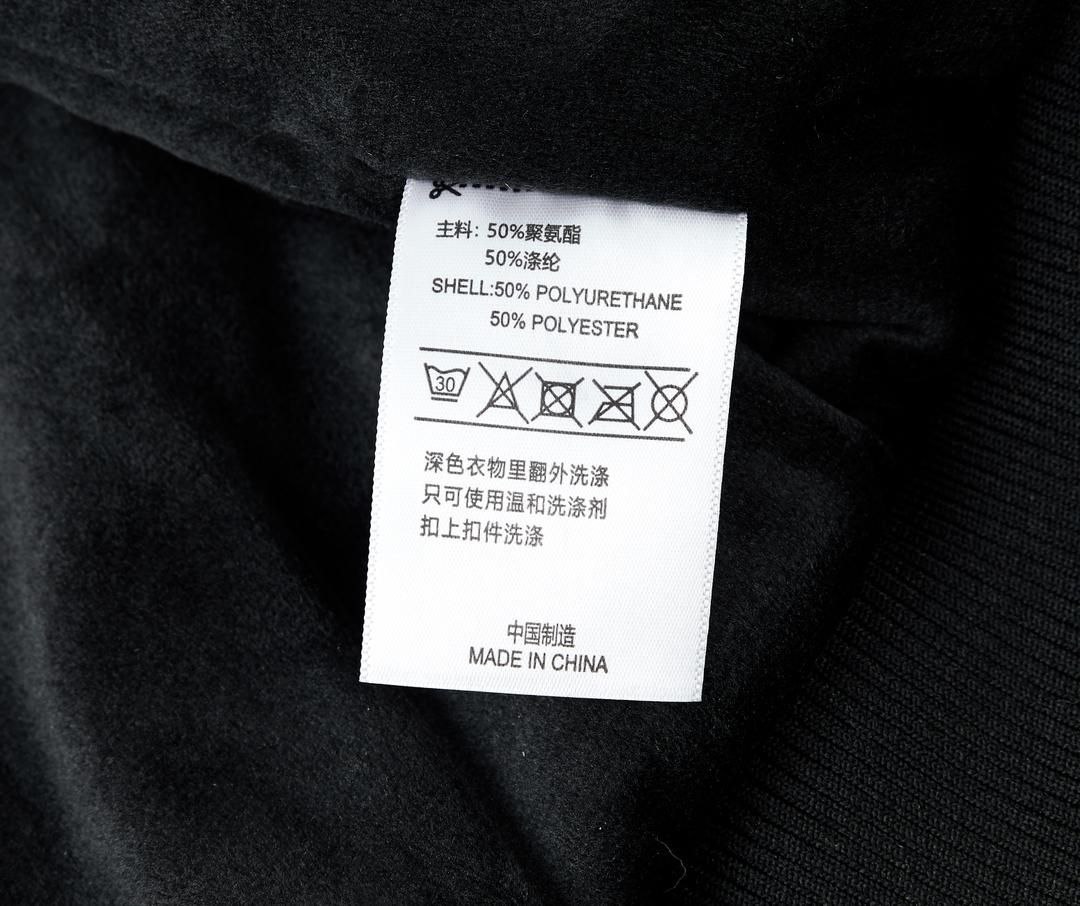 主料: 50%聚氨酯
50%涤纶
SHELL:50% POLYURETHANE
50% POLYESTER
30
深色衣物里翻外洗涤
只可使用温和洗涤剂
扣上扣件洗涤
中国制造
MADE IN CHINA